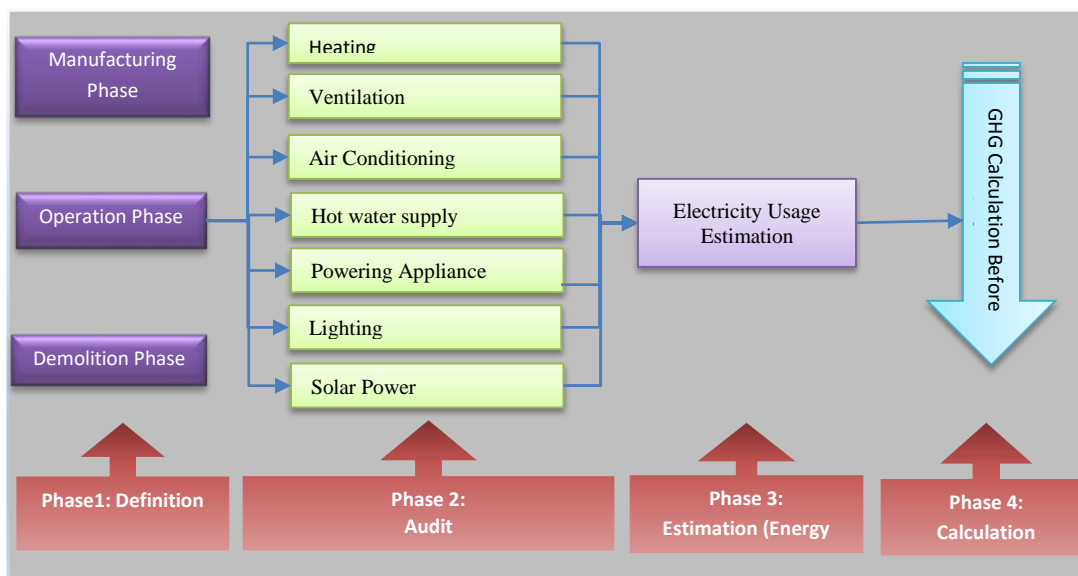 Manufacturing
Phase
Operation Phase
Demolition Phase
Heating
Ventilation
Air Conditioning
Hot water supply
Powering Appliance
Lighting
Solar Power
Electricity Usage
Estimation
GHG Calculation Before
Phase1: Definition
Phase 2:
Audit
Phase 3:
Estimation (Energy
Phase 4:
Calculation